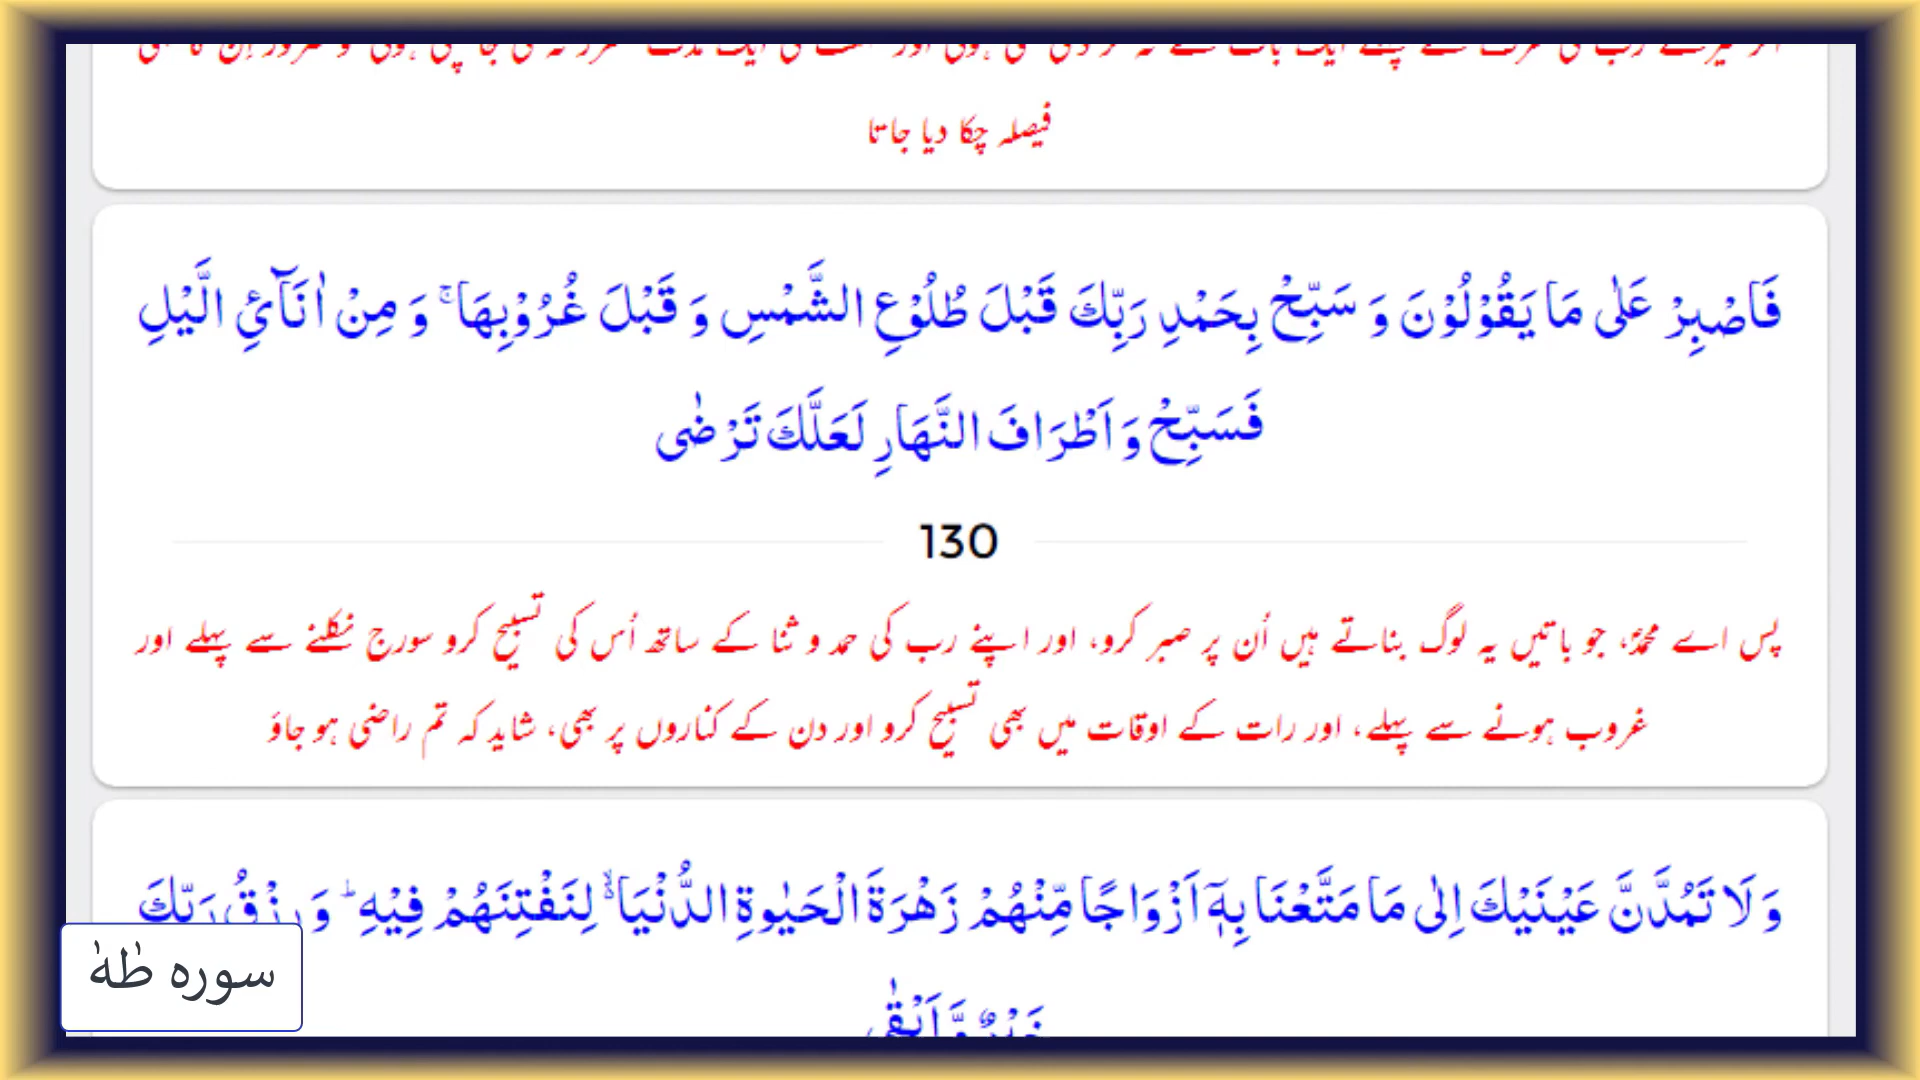 فیصلہ چکا دیا جاتا
فَاصْبِرْ عَلٰی مَا یَقُوْلُوْنَ وَ سَبِّحْ بِحَمْدِ رَبِّكَ قَبْلَ طُلُوْعِ الشَّمْسِ وَ قَبْلَ غُرُوْبِهَا ۚ وَ مِنْ اٰنَآئِ الَّیْلِ
فَسَبِّحْ وَ اَطْرَافَ النَّهَارِ لَعَلَّكَ تَرْضٰی
130
پس اے محمدؐ، جو باتیں یہ لوگ بناتے ہیں اُن پر صبر کرو، اور اپنے رب کی حمد و ثنا کے ساتھ اُس کی تسبیح کرو سورج نکلنے سے پہلے اور
غروب ہونے سے پہلے، اور رات کے اوقات میں بھی تسبیح کرو اور دن کے کناروں پر بھی، شاید کہ تم راضی ہو جاؤ
وَ لَا تَمُدَّنَّ عَیْنَیْكَ اِلٰی مَا مَتَّعْنَا بِهٖۤ اَزْوَاجًا مِّنْهُمْ زَهْرَةَ الْحَیٰوةِ الدُّنْیَا ۙ۬ لِنَفْتِنَهُمْ فِیْهِ ؕ وَ رِزْقُ رَبِّكَ
خَیْرٌ وَّ اَبْقٰی
سورہ طٰهٰ